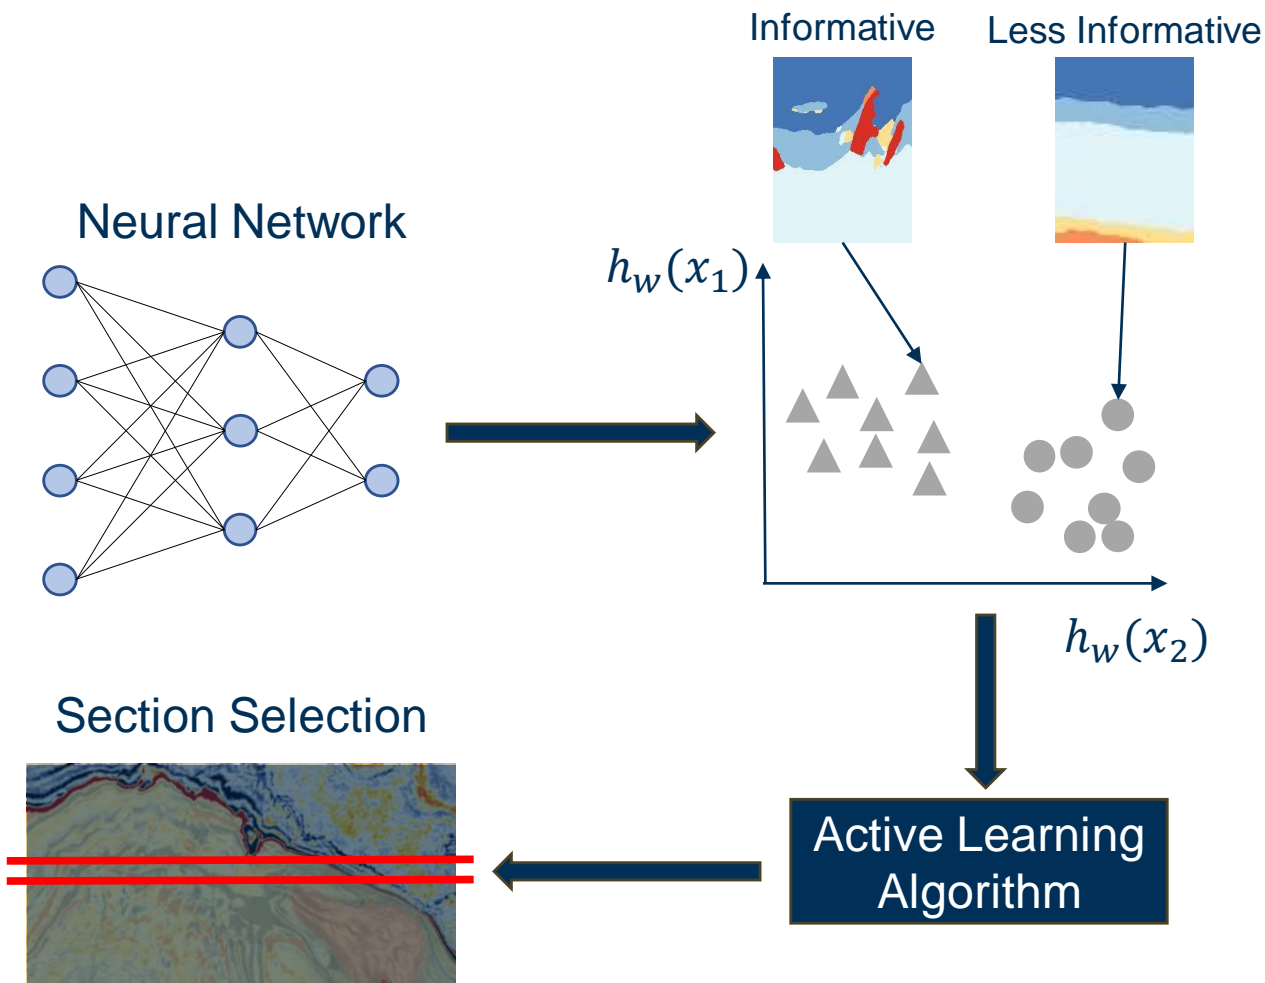 Informative
Less Informative
Neural Network
h_w(x_1)
h_w(x_2)
Section Selection
Active Learning
Algorithm